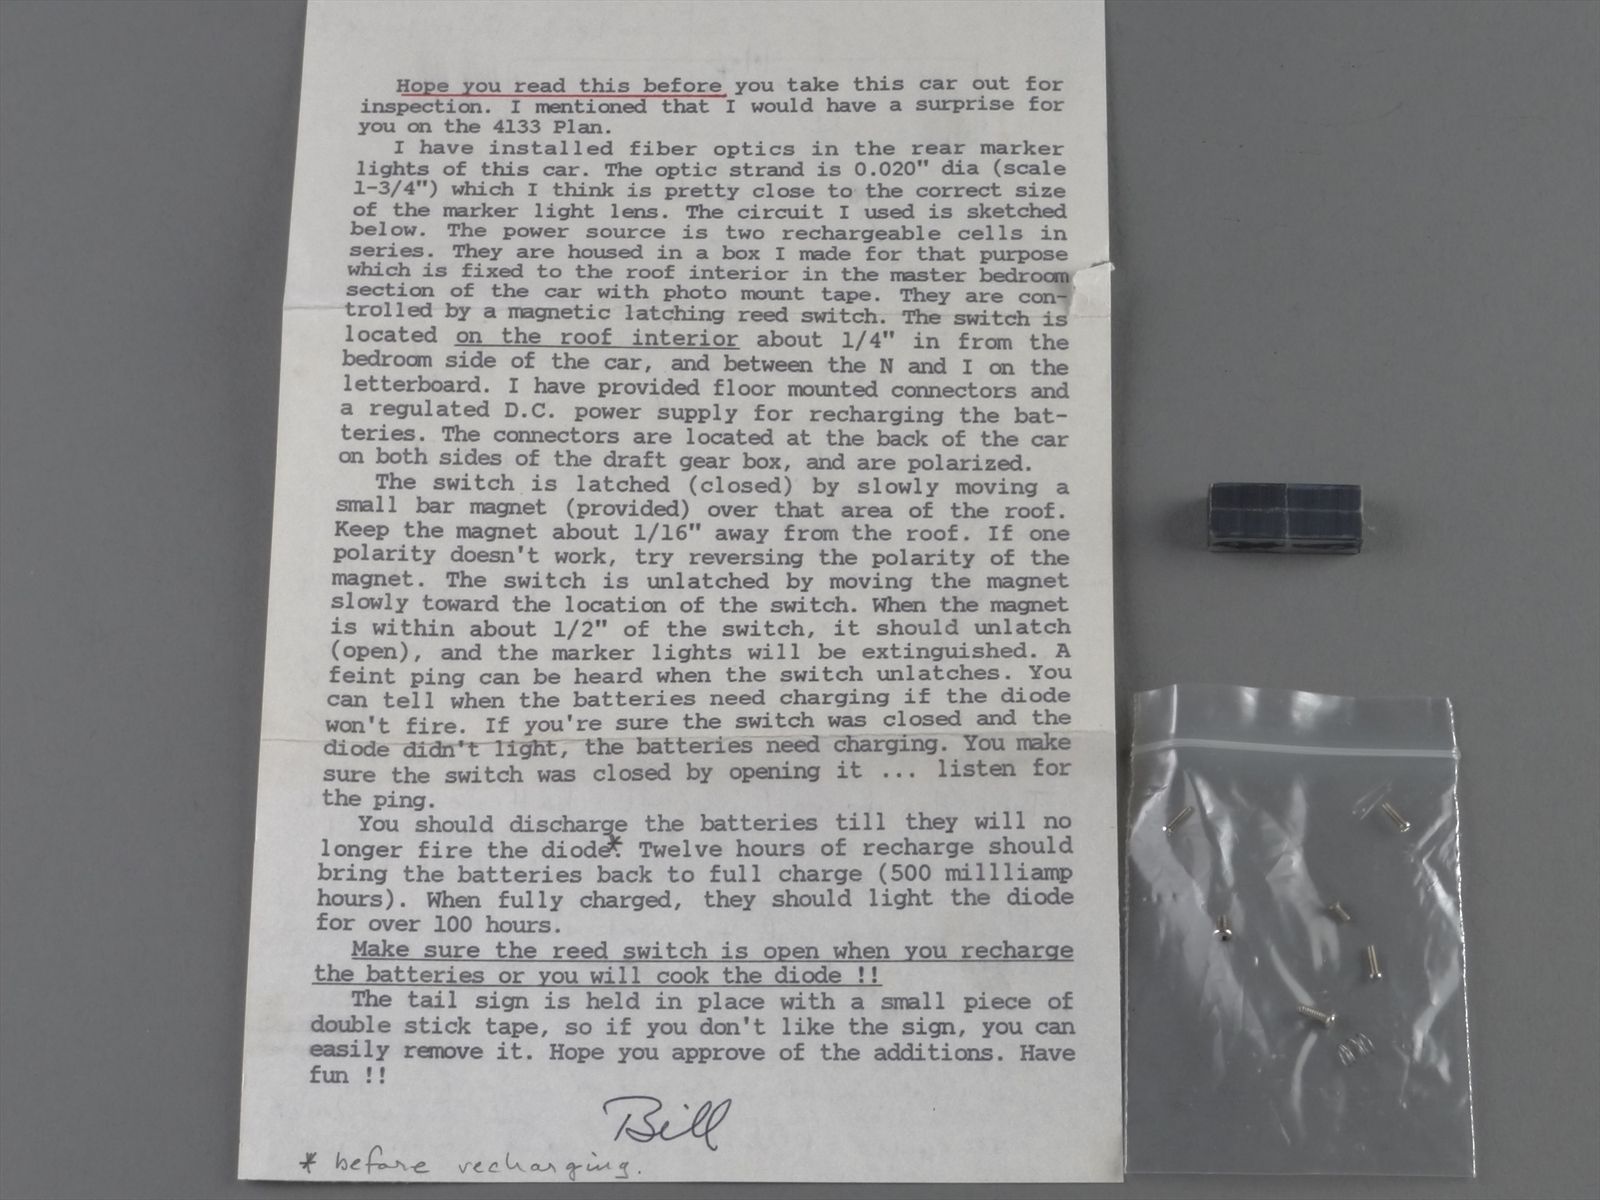 Hope you read this before you take this car out for
inspection. I mentioned that I would have a surprise for
you on the 4133 Plan.
I have installed fiber optics in the rear marker
lights of this car. The optic strand is 0.020" dia (scale
1-3/4") which I think is pretty close to the correct size
of the marker light lens. The circuit I used is sketched
below. The power source is two rechargeable cells in
series. They are housed in a box I made for that purpose
which is fixed to the roof interior in the master bedroom
section of the car with photo mount tape. They are con-
trolled by a magnetic latching reed switch. The switch is
located on the roof interior about 1/4" in from the
bedroom side of the car, and between the N and I on the
letterboard. I have provided floor mounted connectors and
a regulated D.C. power supply for recharging the bat-
teries. The connectors are located at the back of the car
on both sides of the draft gear box, and are polarized.
The switch is latched (closed) by slowly moving a
small bar magnet (provided) over that area of the roof.
Keep the magnet about 1/16" away from the roof. If one
polarity doesn't work, try reversing the polarity of the
magnet. The switch is unlatched by moving the magnet
slowly toward the location of the switch. When the magnet
is within about 1/2" of the switch, it should unlatch
(open), and the marker lights will be extinguished. A
feint ping can be heard when the switch unlatches. You
can tell when the batteries need charging if the diode
won't fire. If you're sure the switch was closed and the
diode didn't light, the batteries need charging. You make
sure the switch was closed by opening it ... listen for
the ping.
You should discharge the batteries till they will no
longer fire the diode*. Twelve hours of recharge should
bring the batteries back to full charge (500 millliamp
hours). When fully charged, they should light the diode
for over 100 hours.
Make sure the reed switch is open when you recharge
the batteries or you will cook the diode !!
The tail sign is held in place with a small piece of
double stick tape, so if you don't like the sign, you can
easily remove it. Hope you approve of the additions. Have
fun !!
Bill
* before recharging.